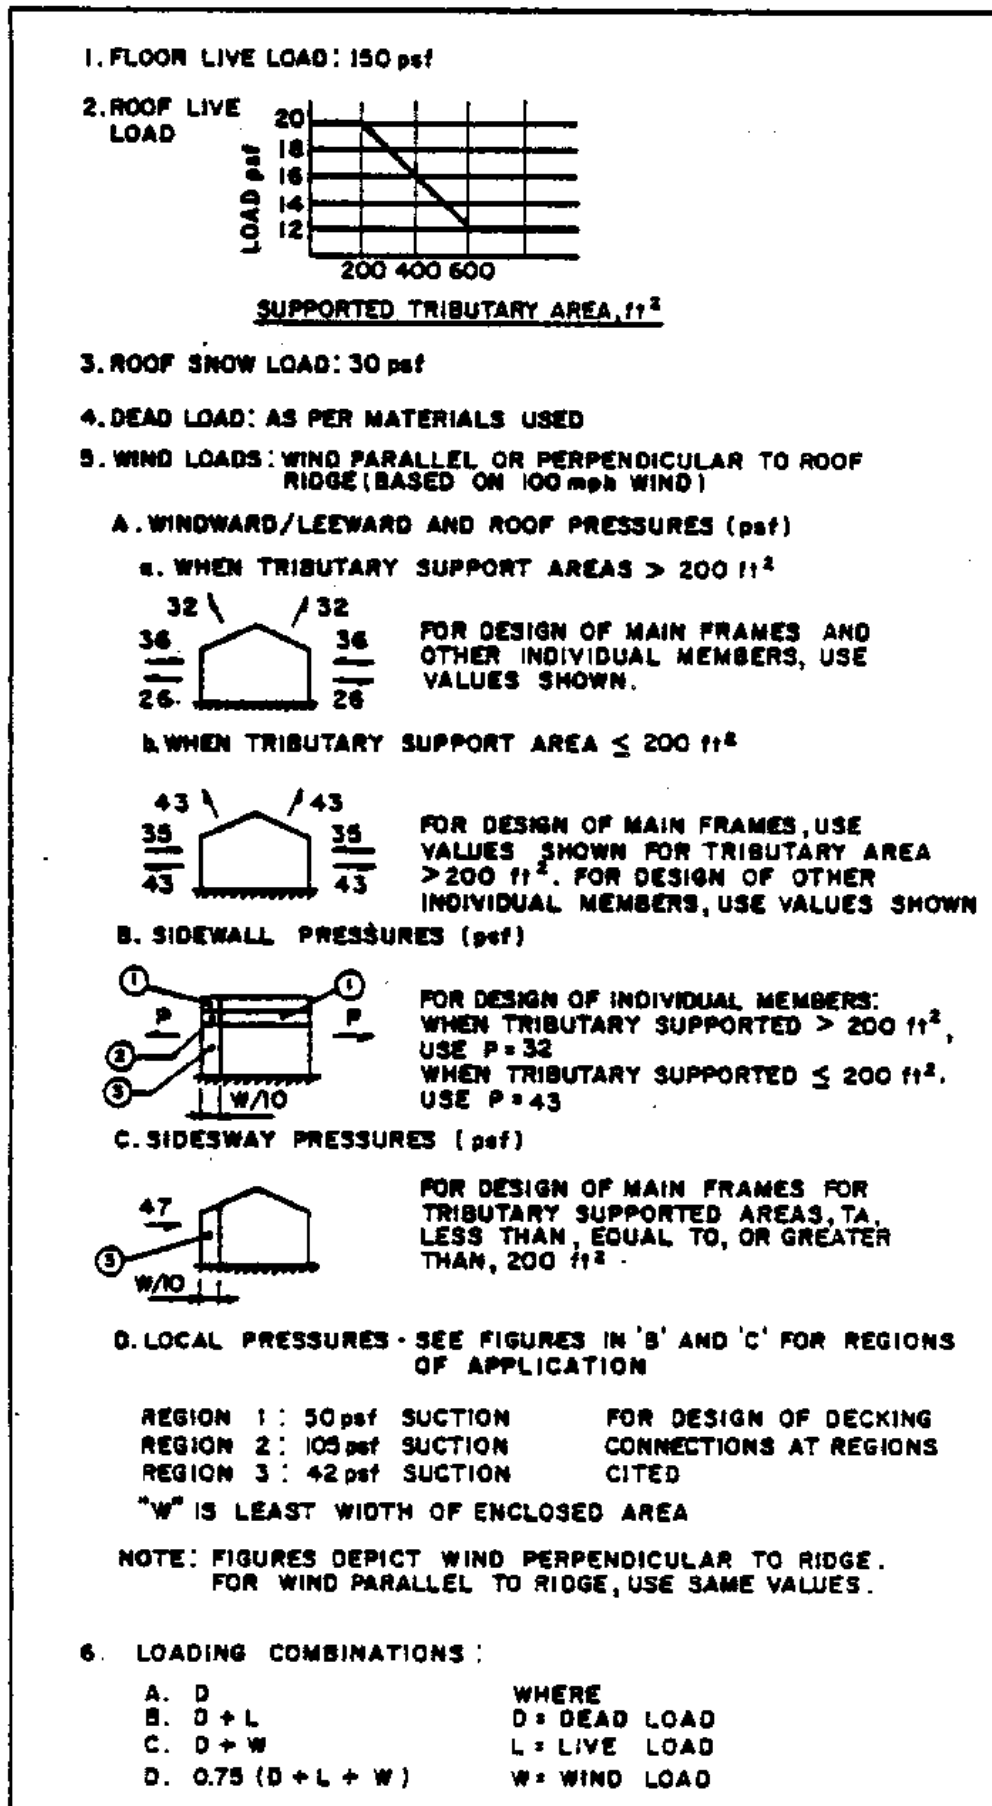 1. FLOOR LIVE LOAD: 150 psf
2. ROOF LIVE LOAD
LOAD psf
20
18
16
14
12
200 400 600
SUPPORTED TRIBUTARY AREA, ft²
3. ROOF SNOW LOAD: 30 psf
4. DEAD LOAD: AS PER MATERIALS USED
5. WIND LOADS: WIND PARALLEL OR PERPENDICULAR TO ROOF
RIDGE (BASED ON 100 mph WIND)
A. WINDWARD/LEEWARD AND ROOF PRESSURES (psf)
a. WHEN TRIBUTARY SUPPORT AREAS > 200 ft²
32 32
36 36
26 26
FOR DESIGN OF MAIN FRAMES AND
OTHER INDIVIDUAL MEMBERS, USE
VALUES SHOWN.
b. WHEN TRIBUTARY SUPPORT AREA ≤ 200 ft²
43 43
35 35
43 43
FOR DESIGN OF MAIN FRAMES, USE
VALUES SHOWN FOR TRIBUTARY AREA
>200 ft². FOR DESIGN OF OTHER
INDIVIDUAL MEMBERS, USE VALUES SHOWN
B. SIDEWALL PRESSURES (psf)
1 1
P P
2
3
W/10
FOR DESIGN OF INDIVIDUAL MEMBERS:
WHEN TRIBUTARY SUPPORTED > 200 ft²,
USE P = 32
WHEN TRIBUTARY SUPPORTED ≤ 200 ft².
USE P = 43
C. SIDESWAY PRESSURES (psf)
47
3
W/10
FOR DESIGN OF MAIN FRAMES FOR
TRIBUTARY SUPPORTED AREAS, TA,
LESS THAN, EQUAL TO, OR GREATER
THAN, 200 ft²
D. LOCAL PRESSURES - SEE FIGURES IN 'B' AND 'C' FOR REGIONS
OF APPLICATION
REGION 1: 50 psf SUCTION FOR DESIGN OF DECKING
REGION 2: 105 psf SUCTION CONNECTIONS AT REGIONS
REGION 3: 42 psf SUCTION CITED
"W" IS LEAST WIDTH OF ENCLOSED AREA
NOTE: FIGURES DEPICT WIND PERPENDICULAR TO RIDGE.
FOR WIND PARALLEL TO RIDGE, USE SAME VALUES.
6. LOADING COMBINATIONS:
A. D WHERE
B. D + L D = DEAD LOAD
C. D + W L = LIVE LOAD
D. 0.75 (D + L + W) W = WIND LOAD